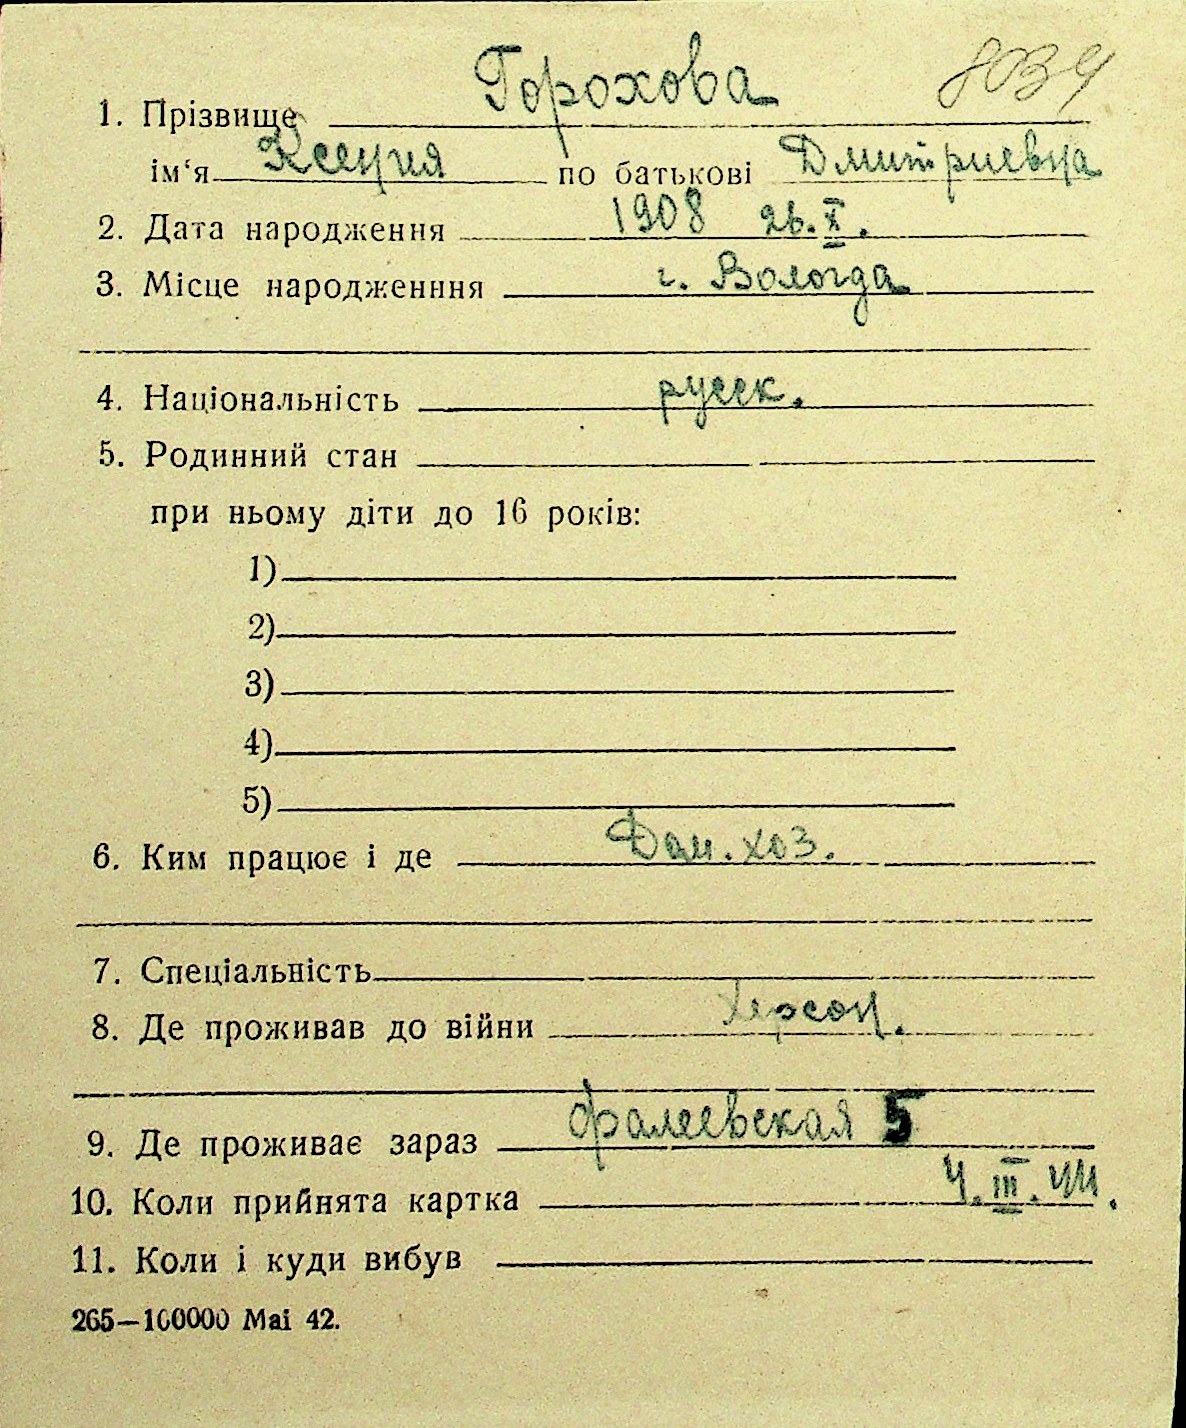 8034
1. Прізвище Горохова
ім‘я Ксения по батькові Дмитриевна
2. Дата народження 1908 26.X.
3. Місце народженння г. Вологда
4. Національність русск.
5. Родинний стан
при ньому діти до 16 років:
1)
2)
3)
4)
5)
6. Ким працює і де Дом. хоз.
7. Спеціальність
8. Де проживав до війни Херсон.
9. Де проживає зараз Фалеевская 5
10. Коли прийнята картка 4.III.44.
11. Коли і куди вибув
265—100000 Mai 42.